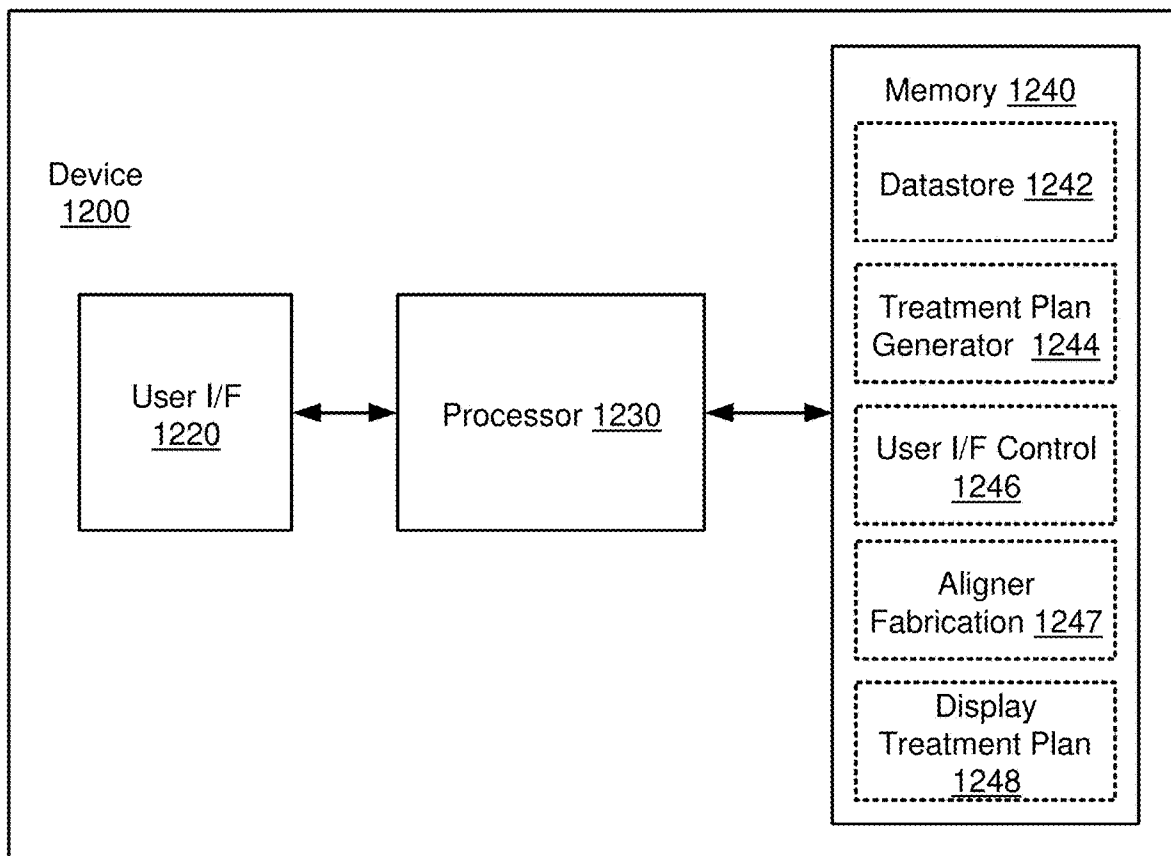 Device
1200
User I/F
1220
Processor 1230
Memory 1240
Datastore 1242
Treatment Plan
Generator 1244
User I/F Control
1246
Aligner
Fabrication 1247
Display
Treatment Plan
1248